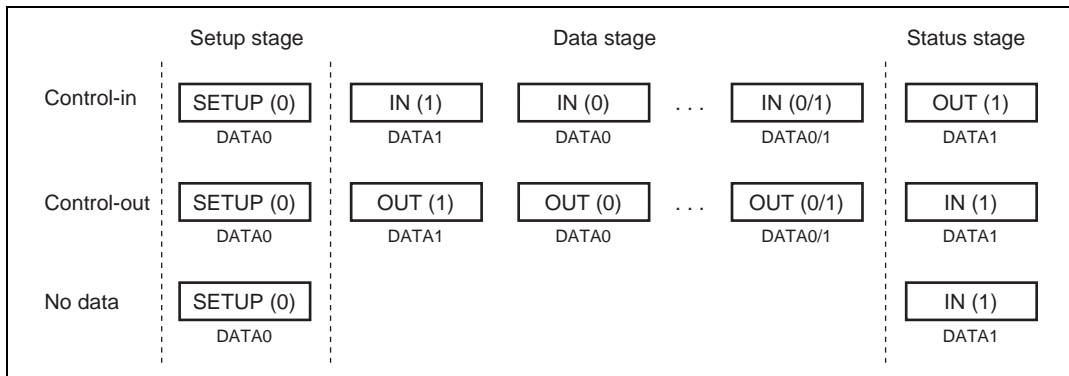 Setup stage Data stage Status stage
Control-in SETUP (0) IN (1) IN (0) . . . IN (0/1) OUT (1)
DATA0 DATA1 DATA0 DATA0/1 DATA1
Control-out SETUP (0) OUT (1) OUT (0) . . . OUT (0/1) IN (1)
DATA0 DATA1 DATA0 DATA0/1 DATA1
No data SETUP (0) IN (1)
DATA0 DATA1